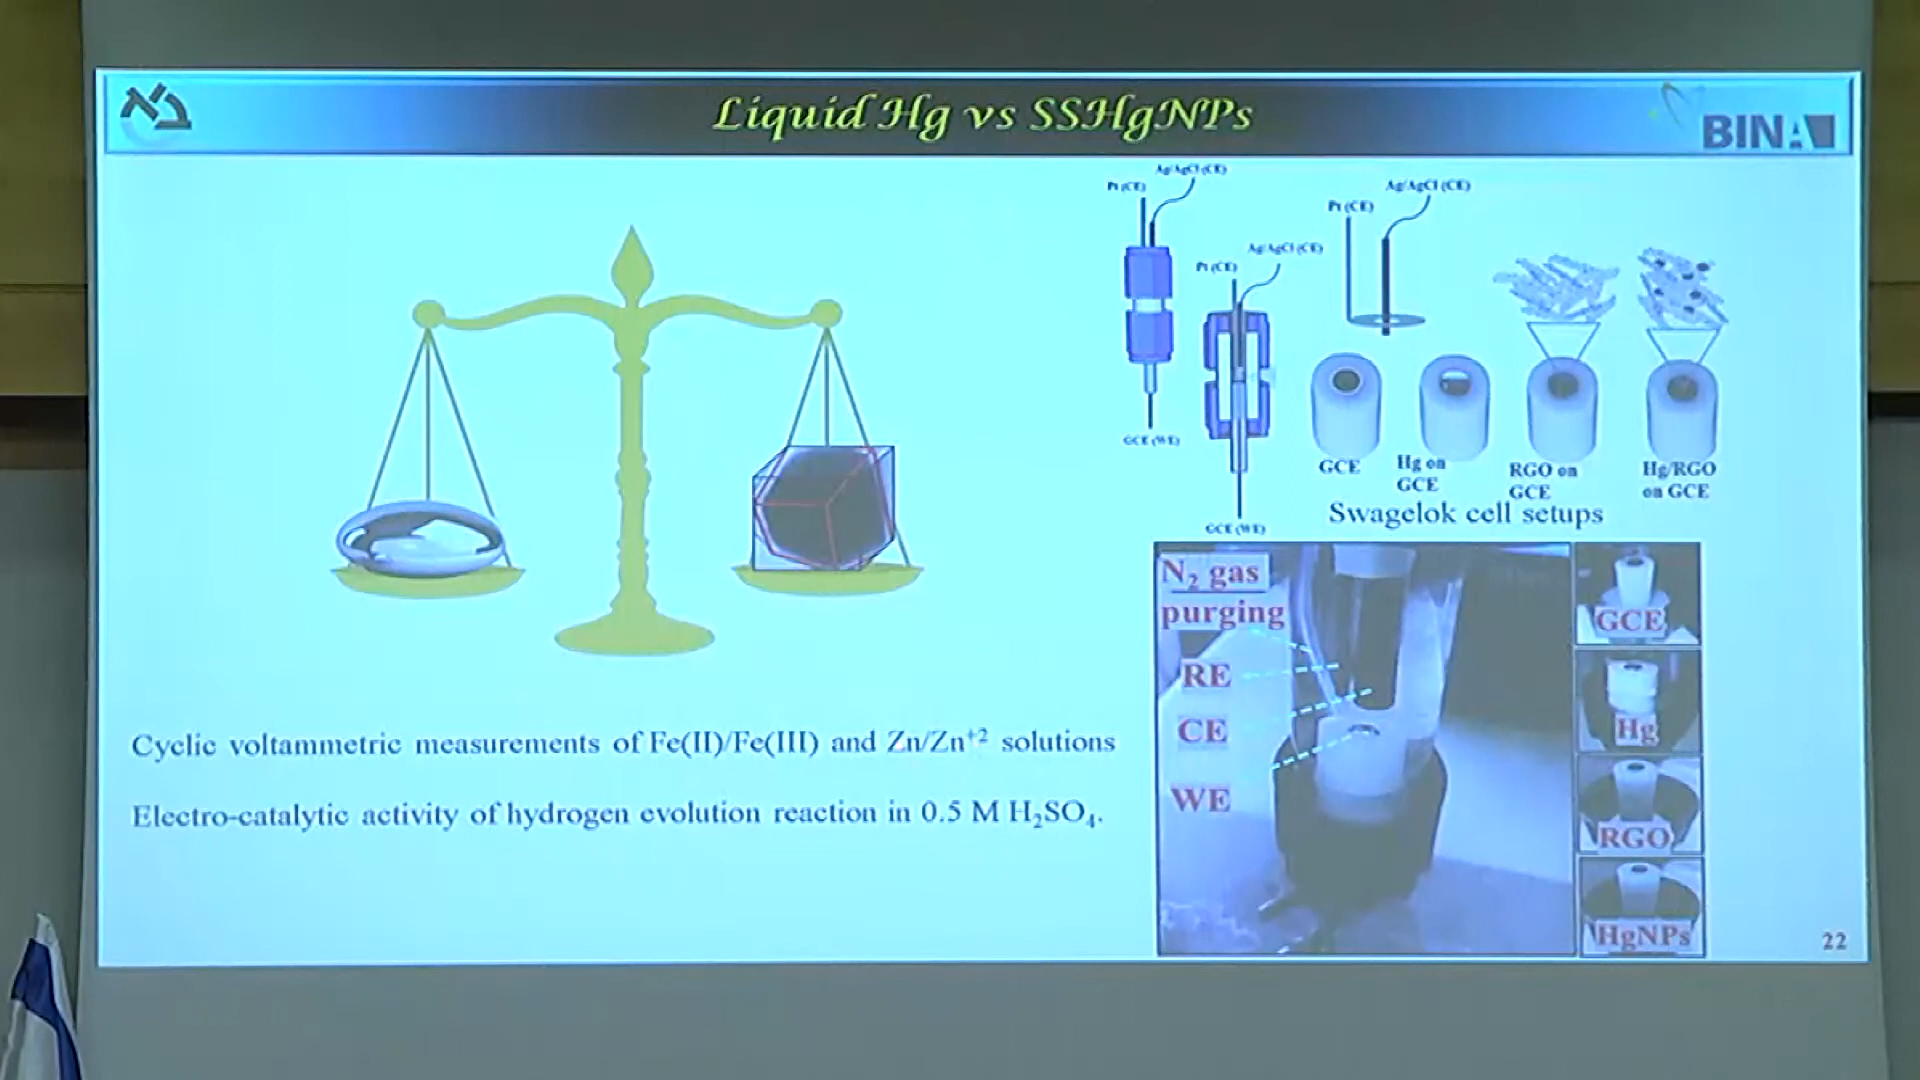 Liquid Hg vs SSHgNPs
BINA
Ag/AgCl (CE)
Pt (CE)
Ag/AgCl (CE)
Pt (CE)
Ag/AgCl (CE)
Pt (CE)
GCE (WE)
GCE (WE)
GCE
Hg on
GCE
RGO on
GCE
Hg/RGO
on GCE
Swagelok cell setups
N₂ gas
purging
RE
CE
WE
GCE
Hg
RGO
HgNPs
Cyclic voltammetric measurements of Fe(II)/Fe(III) and Zn/Zn⁺² solutions
Electro-catalytic activity of hydrogen evolution reaction in 0.5 M H₂SO₄.
22